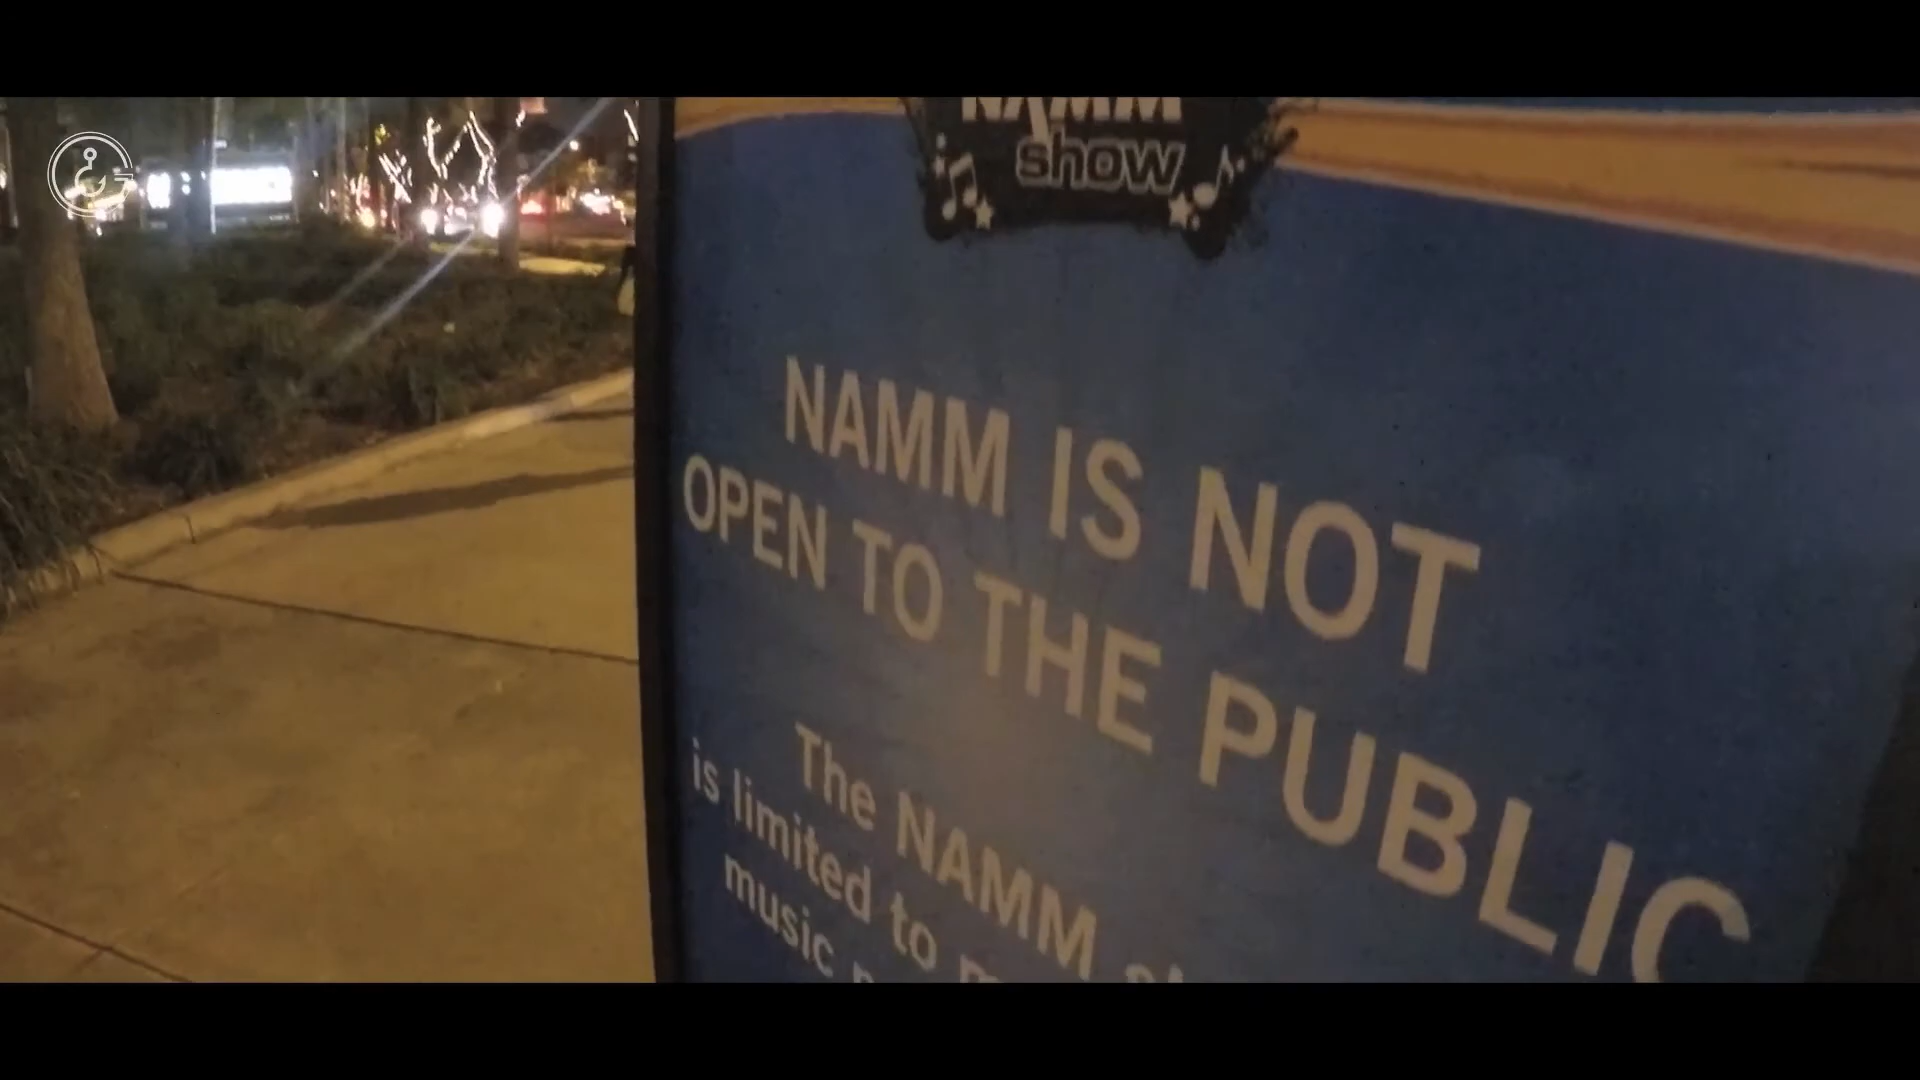 NAMM
show
NAMM IS NOT
OPEN TO THE PUBLIC
The NAMM
is limited to
music